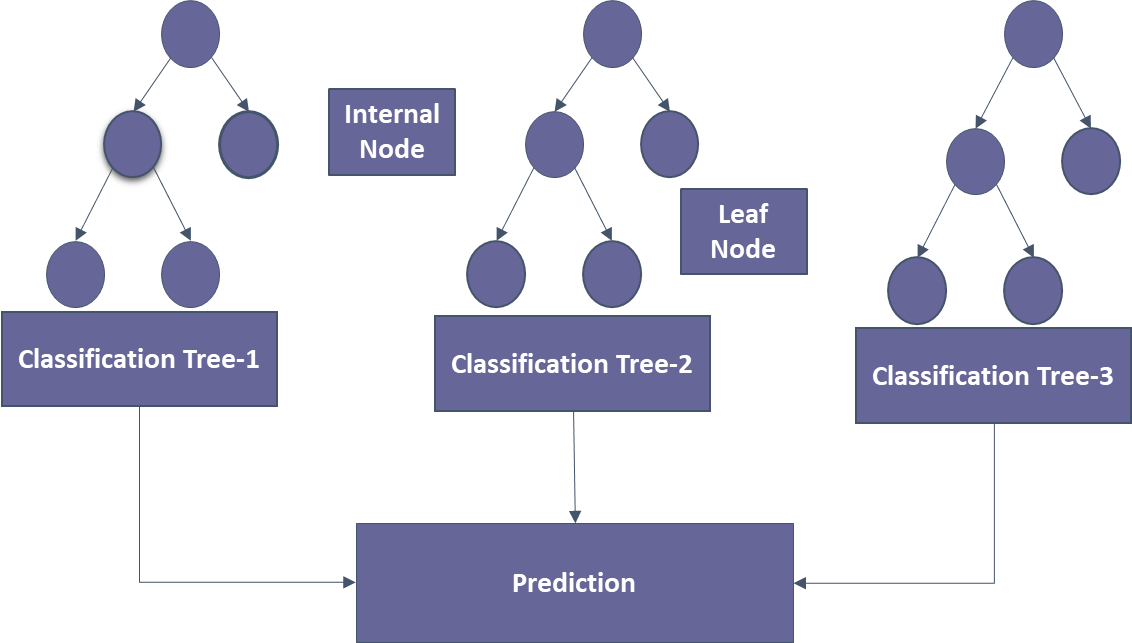 Internal
Node
Leaf
Node
Classification Tree-1
Classification Tree-2
Classification Tree-3
Prediction